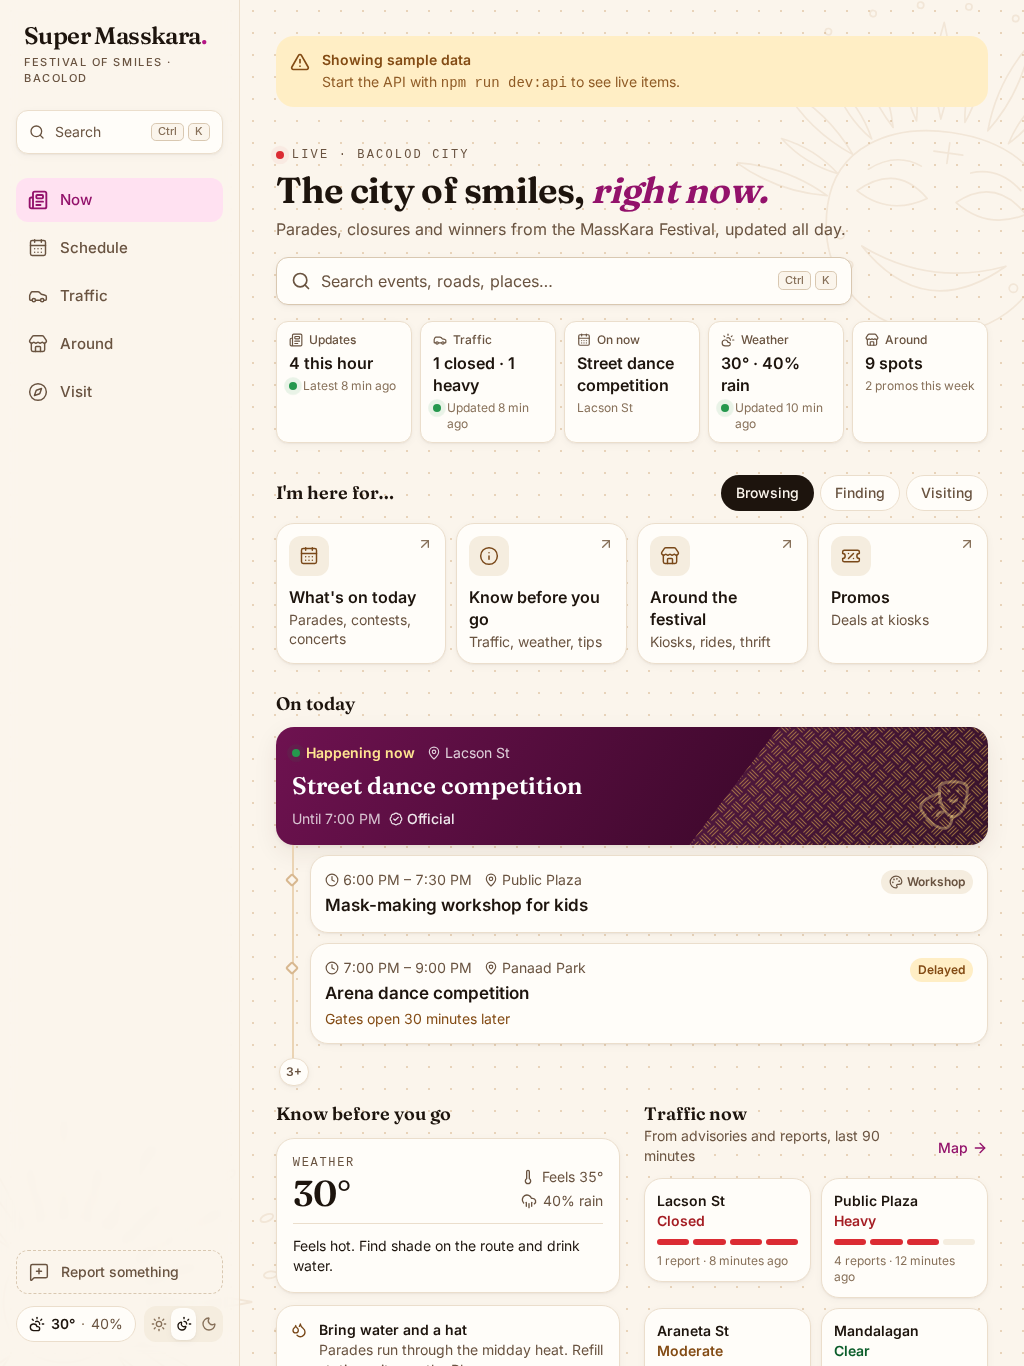 Super Masskara.
FESTIVAL OF SMILES ·
BACOLOD
Search Ctrl K
Now
Schedule
Traffic
Around
Visit
Report something
30° · 40%
Showing sample data
Start the API with npm run dev:api to see live items.
LIVE · BACOLOD CITY
The city of smiles, right now.
Parades, closures and winners from the MassKara Festival, updated all day.
Search events, roads, places... Ctrl K
Updates
4 this hour
Latest 8 min ago
Traffic
1 closed · 1
heavy
Updated 8 min
ago
On now
Street dance
competition
Lacson St
Weather
30° · 40%
rain
Updated 10 min
ago
Around
9 spots
2 promos this week
I'm here for...
Browsing Finding Visiting
What's on today
Parades, contests,
concerts
Know before you
go
Traffic, weather, tips
Around the
festival
Kiosks, rides, thrift
Promos
Deals at kiosks
On today
Happening now Lacson St
Street dance competition
Until 7:00 PM Official
6:00 PM – 7:30 PM Public Plaza
Workshop
Mask-making workshop for kids
7:00 PM – 9:00 PM Panaad Park
Delayed
Arena dance competition
Gates open 30 minutes later
3+
Know before you go
WEATHER
30°
Feels 35°
40% rain
Feels hot. Find shade on the route and drink
water.
Bring water and a hat
Parades run through the midday heat. Refill
Traffic now
From advisories and reports, last 90
minutes
Map
Lacson St
Closed
1 report · 8 minutes ago
Public Plaza
Heavy
4 reports · 12 minutes
ago
Araneta St
Moderate
Mandalagan
Clear